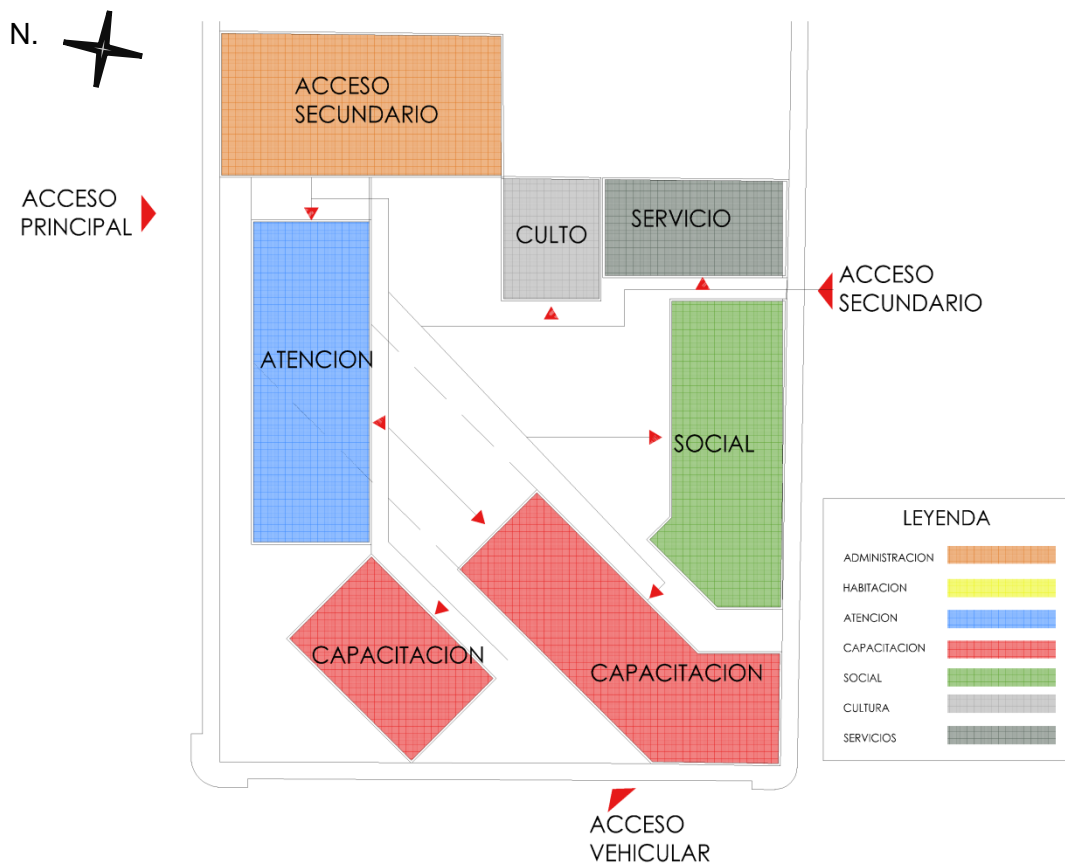 N.
ACCESO
SECUNDARIO
ACCESO
PRINCIPAL
CULTO
SERVICIO
ACCESO
SECUNDARIO
ATENCION
SOCIAL
CAPACITACION
CAPACITACION
LEYENDA
ADMINISTRACION
HABITACION
ATENCION
CAPACITACION
SOCIAL
CULTURA
SERVICIOS
ACCESO
VEHICULAR